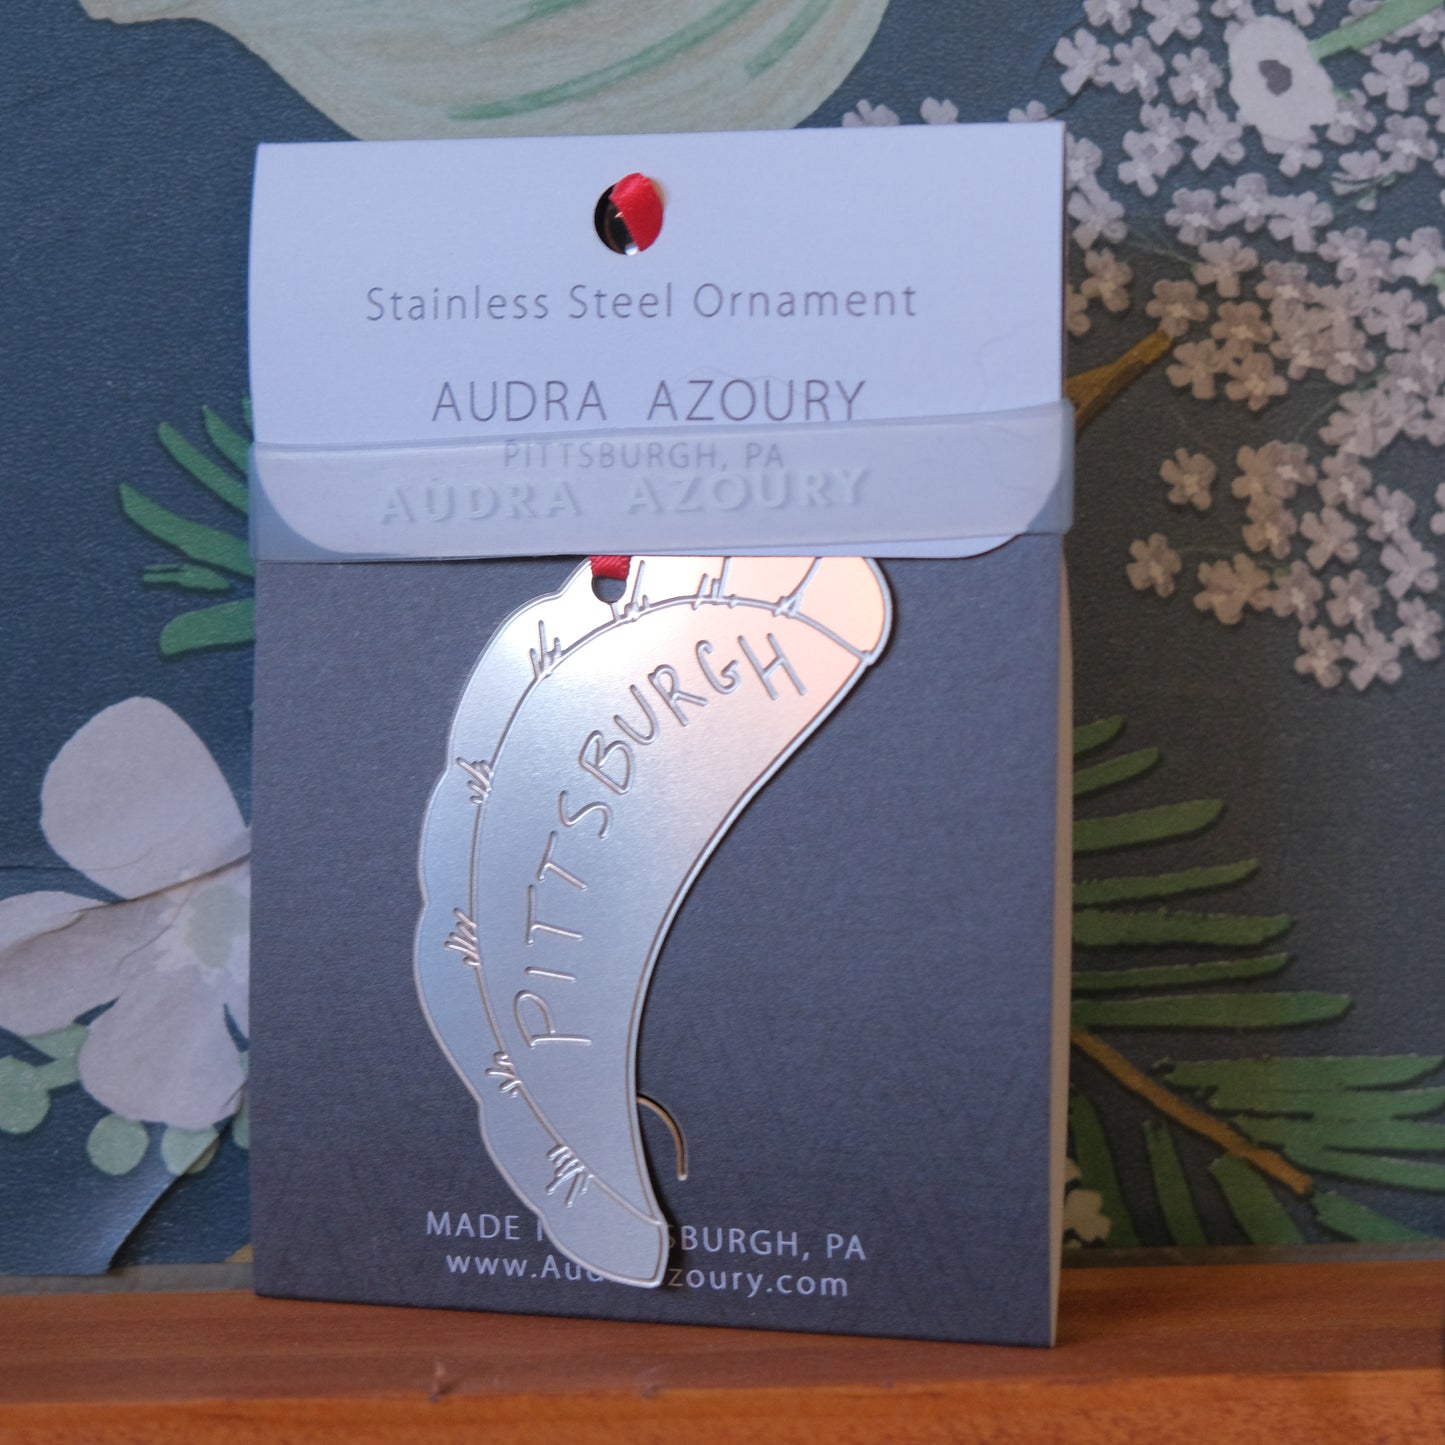 Stainless Steel Ornament
AUDRA AZOURY
PITTSBURGH, PA
AUDRA AZOURY
PITTSBURGH
MADE I SBURGH, PA
www.Aud zoury.com